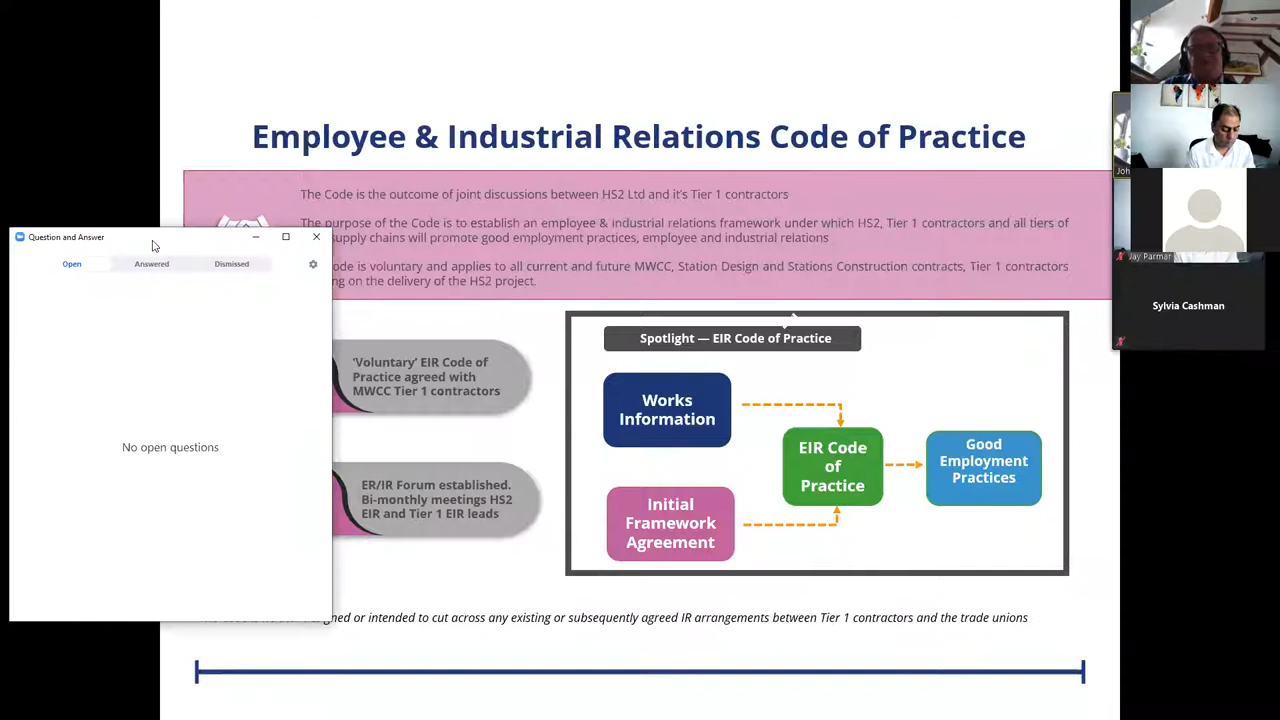 Employee & Industrial Relations Code of Practice
The Code is the outcome of joint discussions between HS2 Ltd and it's Tier 1 contractors
The purpose of the Code is to establish an employee & industrial relations framework under which HS2, Tier 1 contractors and all tiers of
supply chains will promote good employment practices, employee and industrial relations
is voluntary and applies to all current and future MWCC, Station Design and Stations Construction contracts, Tier 1 contractors
on the delivery of the HS2 project.
Question and Answer
Open
Answered
Dismissed
No open questions
'Voluntary' EIR Code of
Practice agreed with
MWCC Tier 1 contractors
ER/IR Forum established.
Bi-monthly meetings HS2
EIR and Tier 1 EIR leads
Spotlight — EIR Code of Practice
Works
Information
Initial
Framework
Agreement
EIR Code
of
Practice
Good
Employment
Practices
or intended to cut across any existing or subsequently agreed IR arrangements between Tier 1 contractors and the trade unions
Jay Parmar
Sylvia Cashman